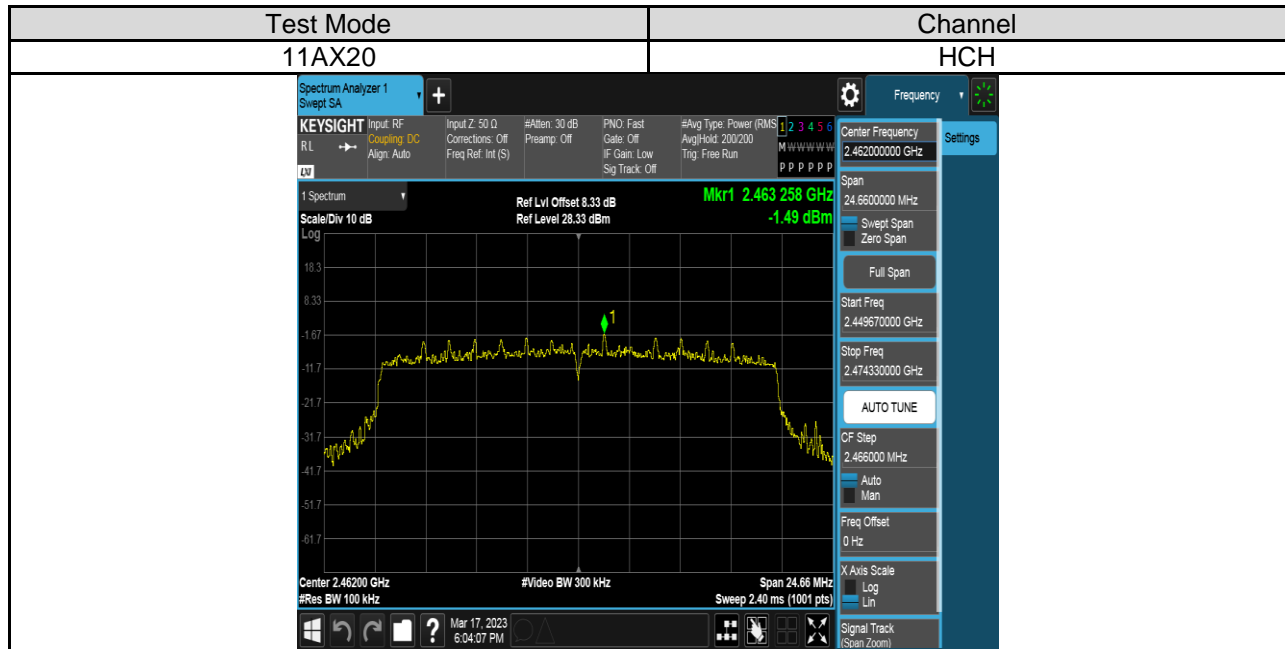 Test Mode Channel
11AX20 HCH
Spectrum Analyzer 1
Swept SA
+
Frequency
KEYSIGHT Input: RF Input Z: 50 Ω #Atten: 30 dB PNO: Fast #Avg Type: Power (RMS 1 2 3 4 5 6
RL Coupling: DC Corrections: Off Preamp: Off Gate: Off Avg|Hold: 200/200 M W W W W W
Align: Auto Freq Ref: Int (S) IF Gain: Low Trig: Free Run
LXI Sig Track: Off P P P P P P
1 Spectrum Ref Lvl Offset 8.33 dB Mkr1 2.463 258 GHz
Scale/Div 10 dB Ref Level 28.33 dBm -1.49 dBm
Log
18.3
8.33
1
-1.67
-11.7
-21.7
-31.7
-41.7
-51.7
-61.7
Center 2.46200 GHz #Video BW 300 kHz Span 24.66 MHz
#Res BW 100 kHz Sweep 2.40 ms (1001 pts)
? Mar 17, 2023
6:04:07 PM
Center Frequency
2.462000000 GHz
Settings
Span
24.6600000 MHz
Swept Span
Zero Span
Full Span
Start Freq
2.449670000 GHz
Stop Freq
2.474330000 GHz
AUTO TUNE
CF Step
2.466000 MHz
Auto
Man
Freq Offset
0 Hz
X Axis Scale
Log
Lin
Signal Track
(Span Zoom)